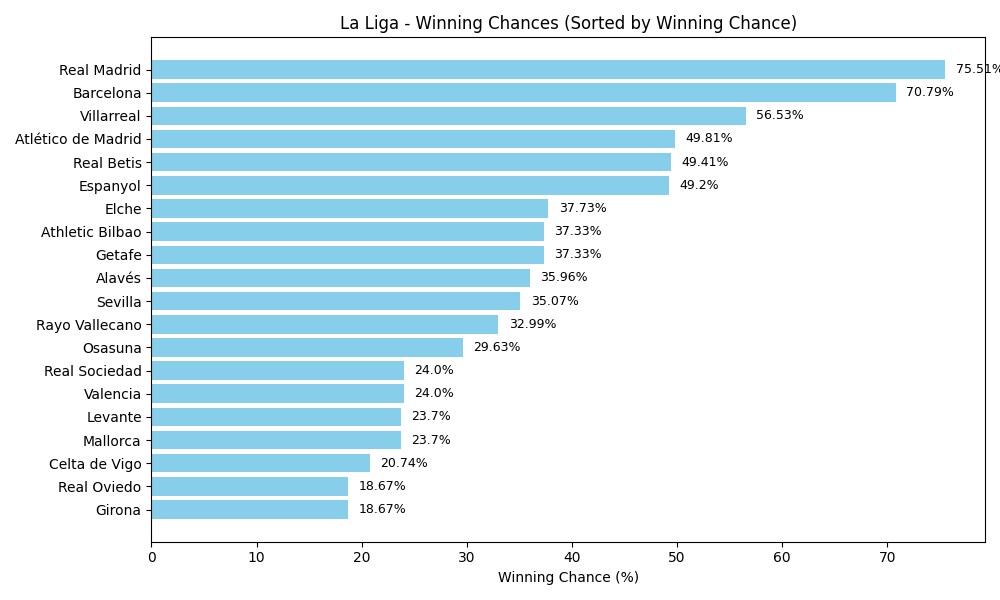 La Liga - Winning Chances (Sorted by Winning Chance)
Real Madrid 75.51%
Barcelona 70.79%
Villarreal 56.53%
Atlético de Madrid 49.81%
Real Betis 49.41%
Espanyol 49.2%
Elche 37.73%
Athletic Bilbao 37.33%
Getafe 37.33%
Alavés 35.96%
Sevilla 35.07%
Rayo Vallecano 32.99%
Osasuna 29.63%
Real Sociedad 24.0%
Valencia 24.0%
Levante 23.7%
Mallorca 23.7%
Celta de Vigo 20.74%
Real Oviedo 18.67%
Girona 18.67%
0 10 20 30 40 50 60 70
Winning Chance (%)